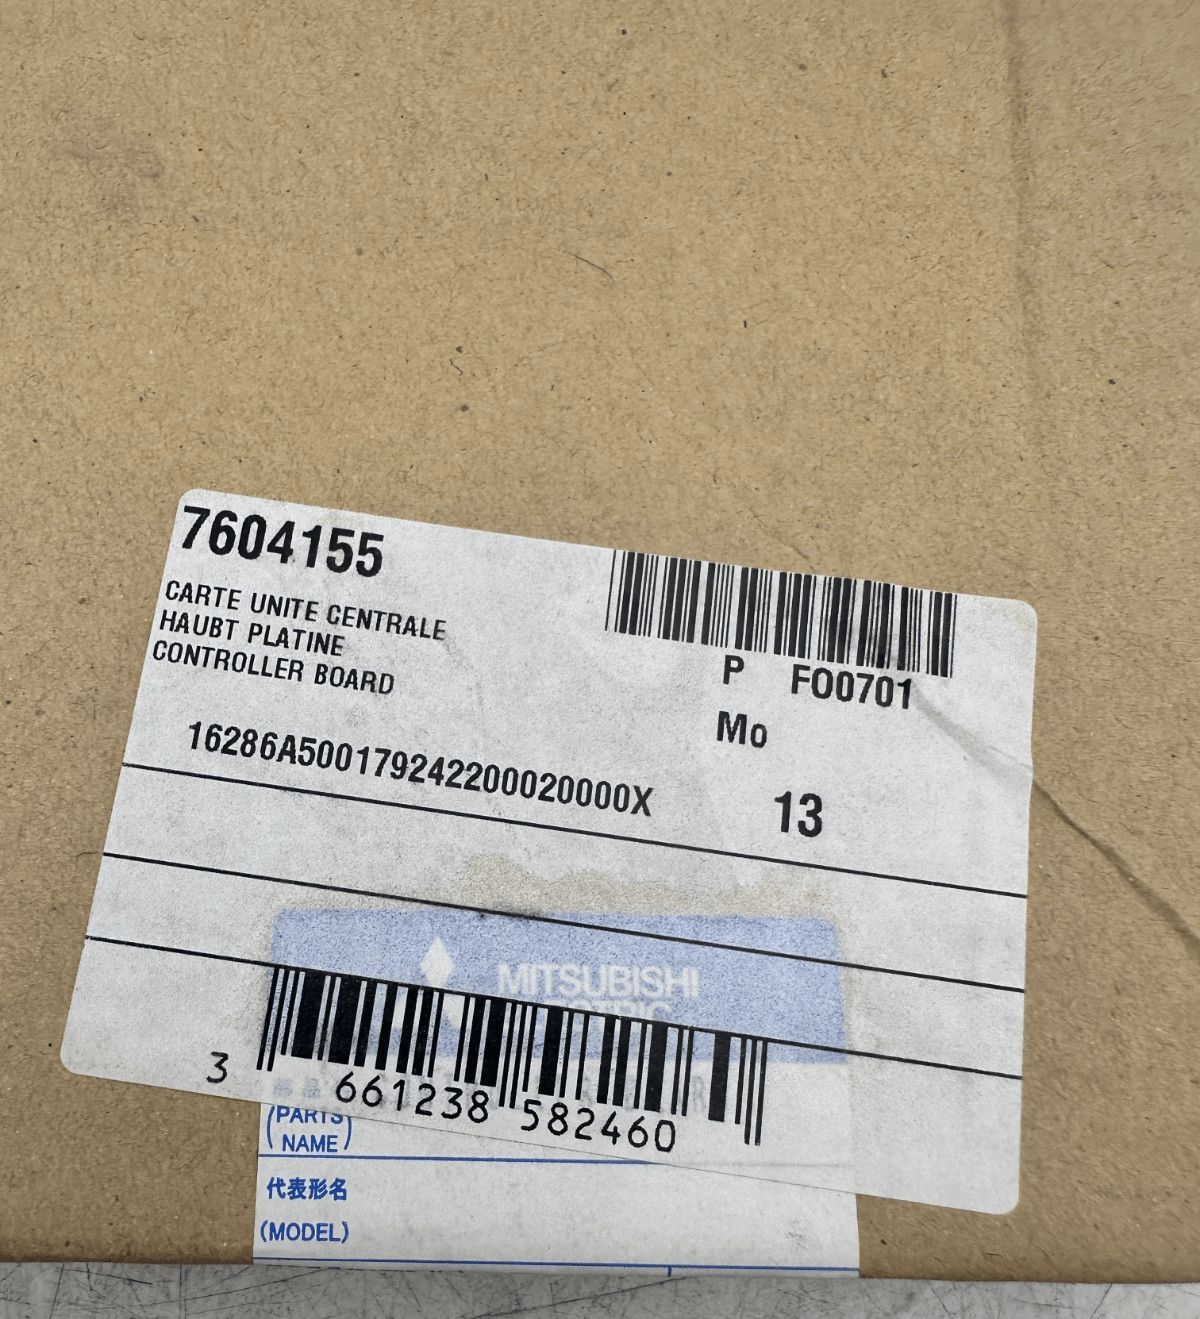 7604155
CARTE UNITE CENTRALE
HAUBT PLATINE
CONTROLLER BOARD
P FO0701
Mo
16286A500179242200020000X
13
MITSUBISHI
3 661238 582460
(PARTS
NAME)
代表形名
(MODEL)